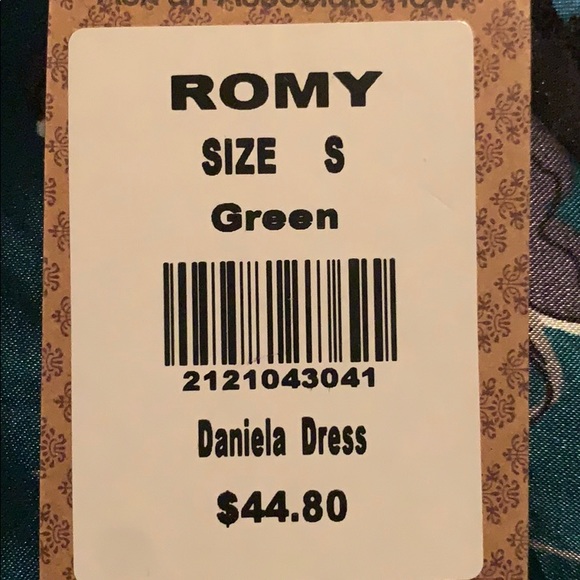 ROMY
SIZE S
Green
2121043041
Daniela Dress
$44.80